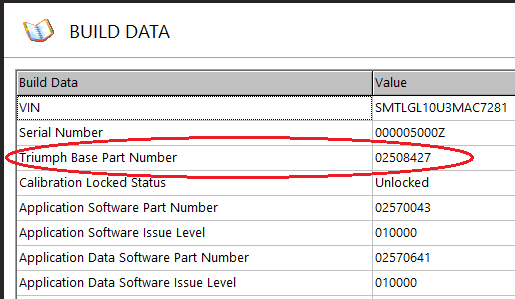 BUILD DATA
Build Data Value
VIN SMTLGL10U3MAC7281
Serial Number 000005000Z
Triumph Base Part Number 02508427
Calibration Locked Status Unlocked
Application Software Part Number 02570043
Application Software Issue Level 010000
Application Data Software Part Number 02570641
Application Data Software Issue Level 010000